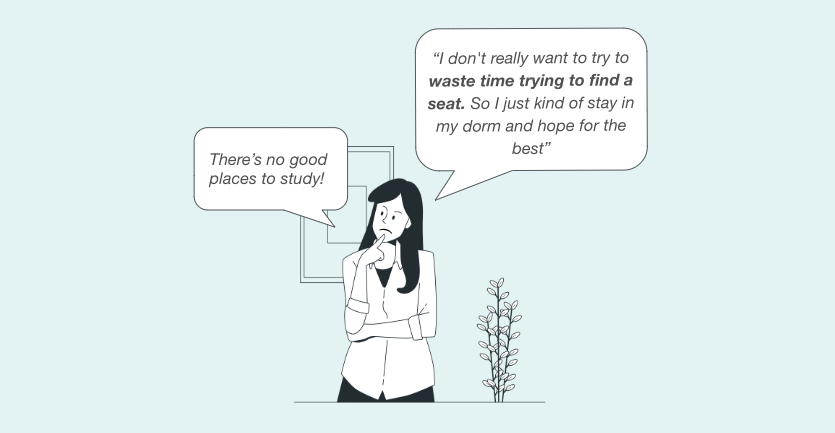 “I don't really want to try to
waste time trying to find a
seat. So I just kind of stay in
my dorm and hope for the
best”
There’s no good
places to study!